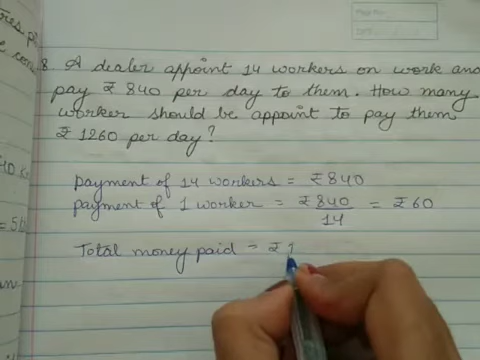 8. A dealer appoint 14 workers on work and
pay ₹ 840 per day to them. How many
worker should be appoint to pay them
₹ 1260 per day?
payment of 14 workers = ₹840
payment of 1 worker = ₹ 840/14 = ₹60
Total money paid = ₹1